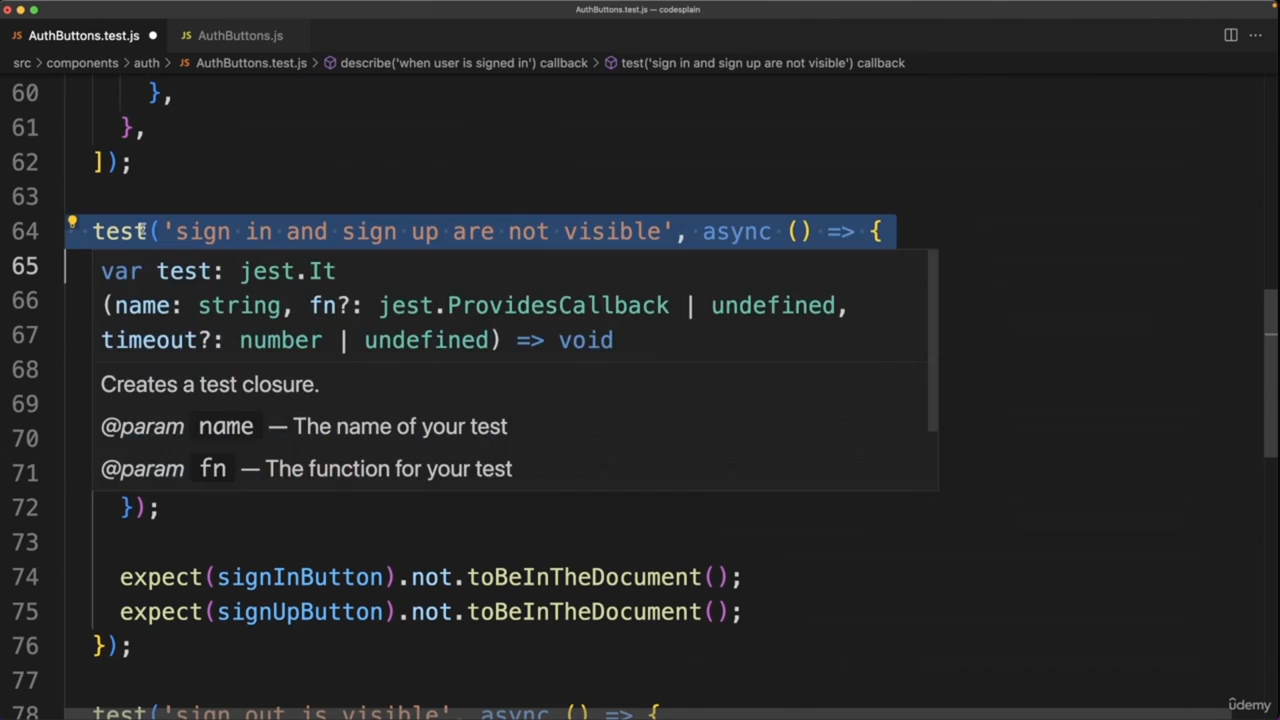 AuthButtons.test.js — codesplain
JS AuthButtons.test.js JS AuthButtons.js ···
src > components > auth > JS AuthButtons.test.js > describe('when user is signed in') callback > test('sign in and sign up are not visible') callback
60 },
61 },
62 ]);
63
64 test('sign in and sign up are not visible', async () => {
65 var test: jest.It
66 (name: string, fn?: jest.ProvidesCallback | undefined,
67 timeout?: number | undefined) => void
68 Creates a test closure.
69
70 @param name — The name of your test
71 @param fn — The function for your test
72 });
73
74 expect(signInButton).not.toBeInTheDocument();
75 expect(signUpButton).not.toBeInTheDocument();
76 });
77
78 test('sign out is visible', async () => {
ûdemy